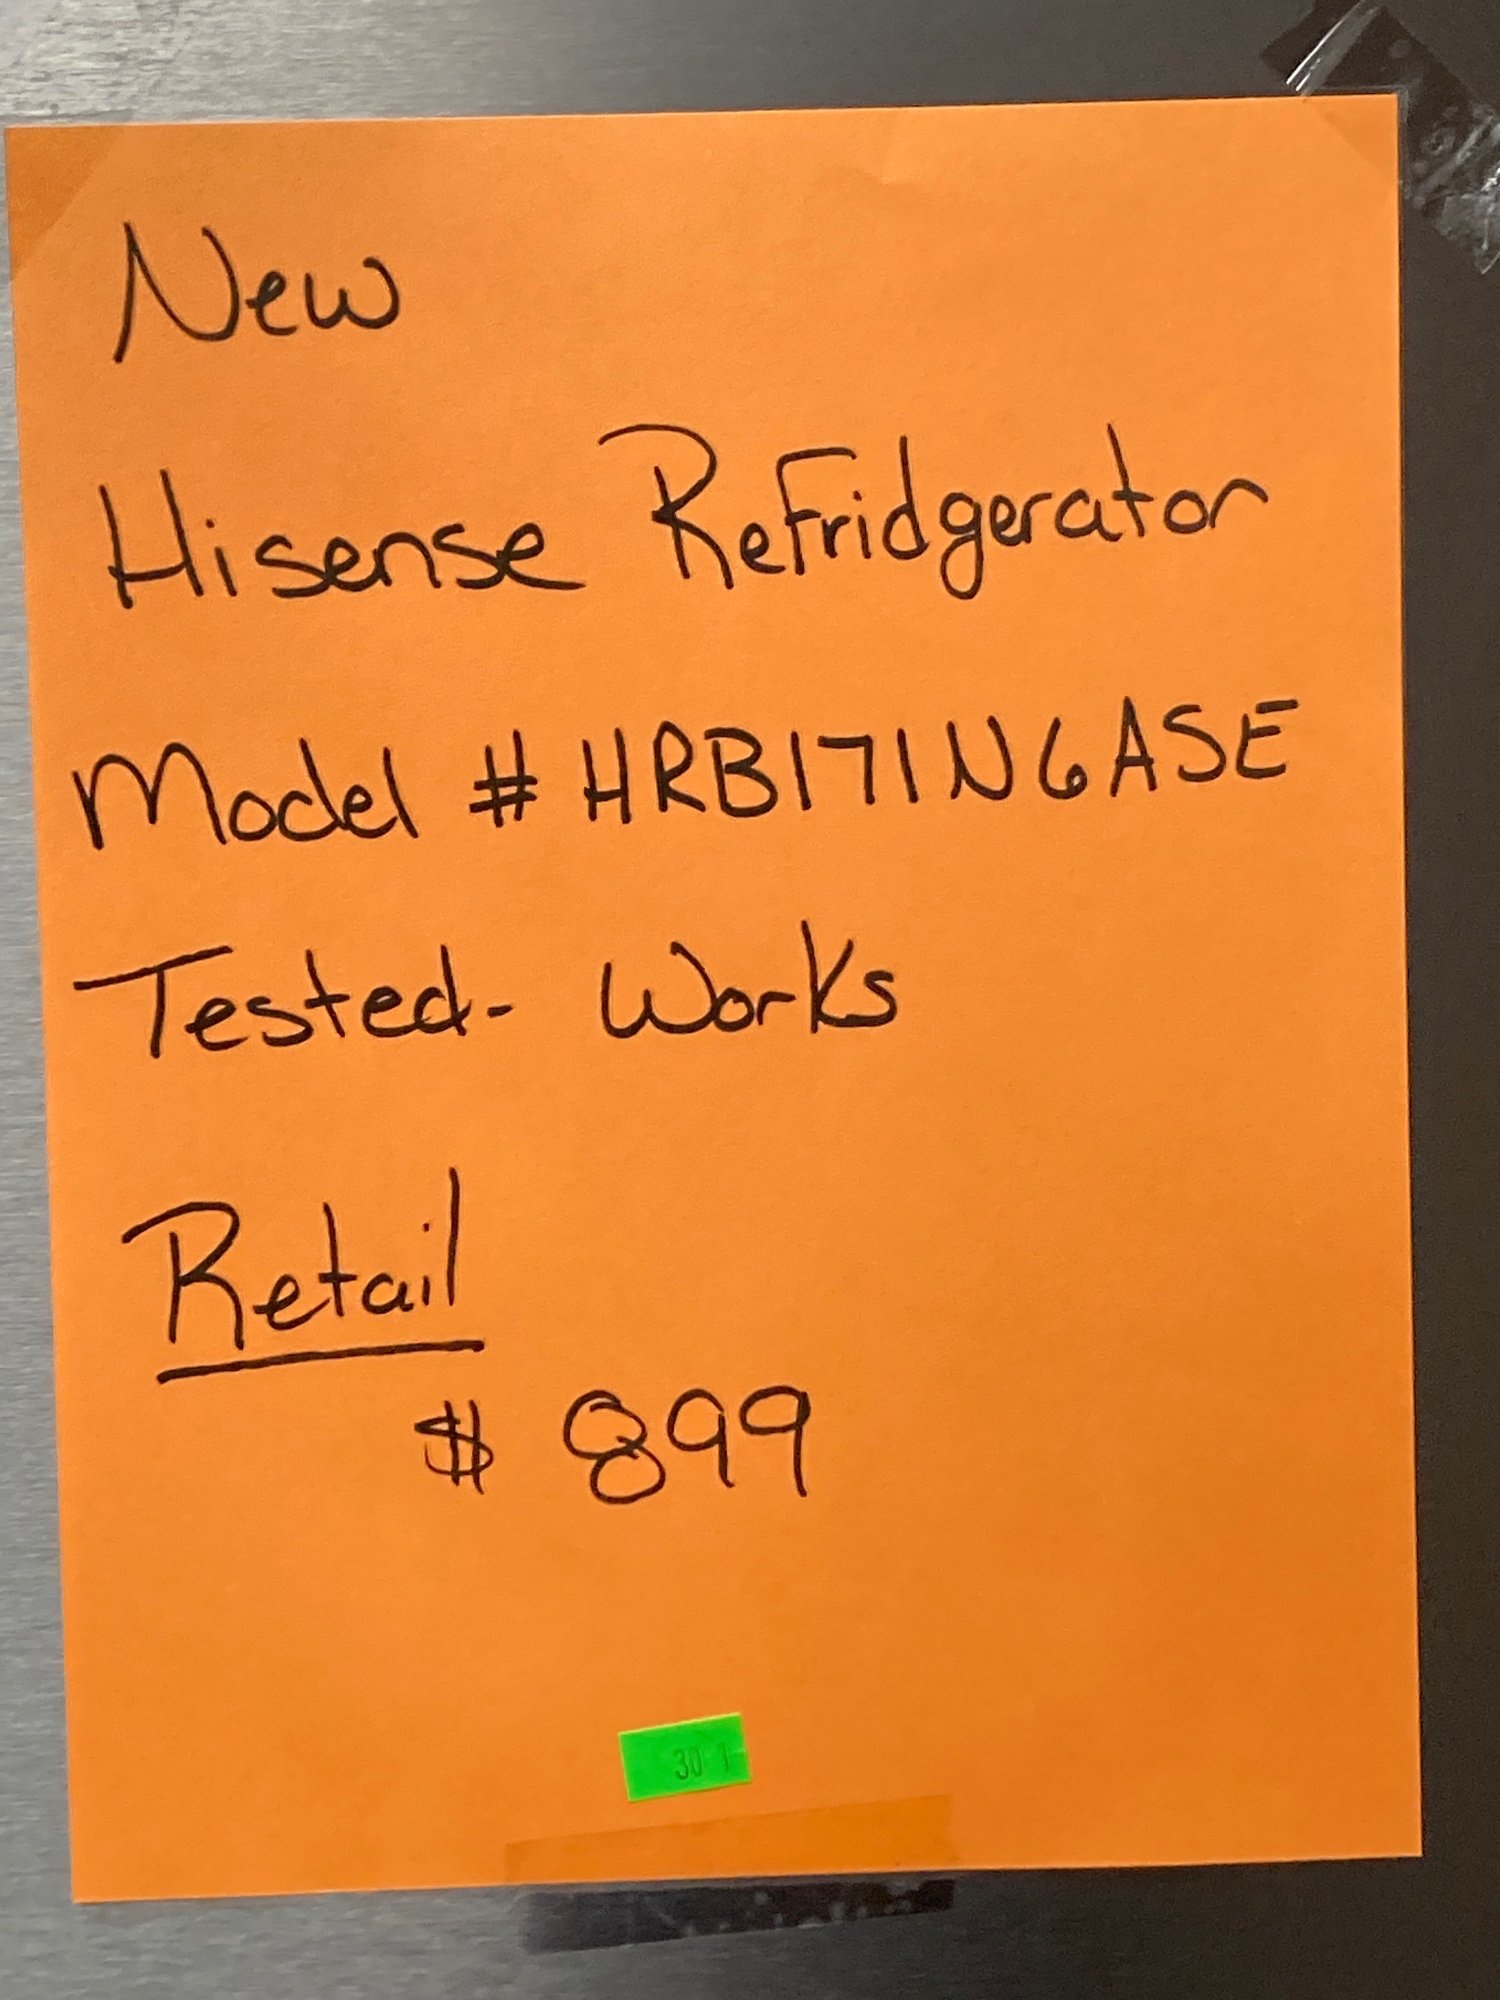 New
Hisense Refridgerator
Model # HRB171N6ASE
Tested- Works
Retail
$ 899
30 1